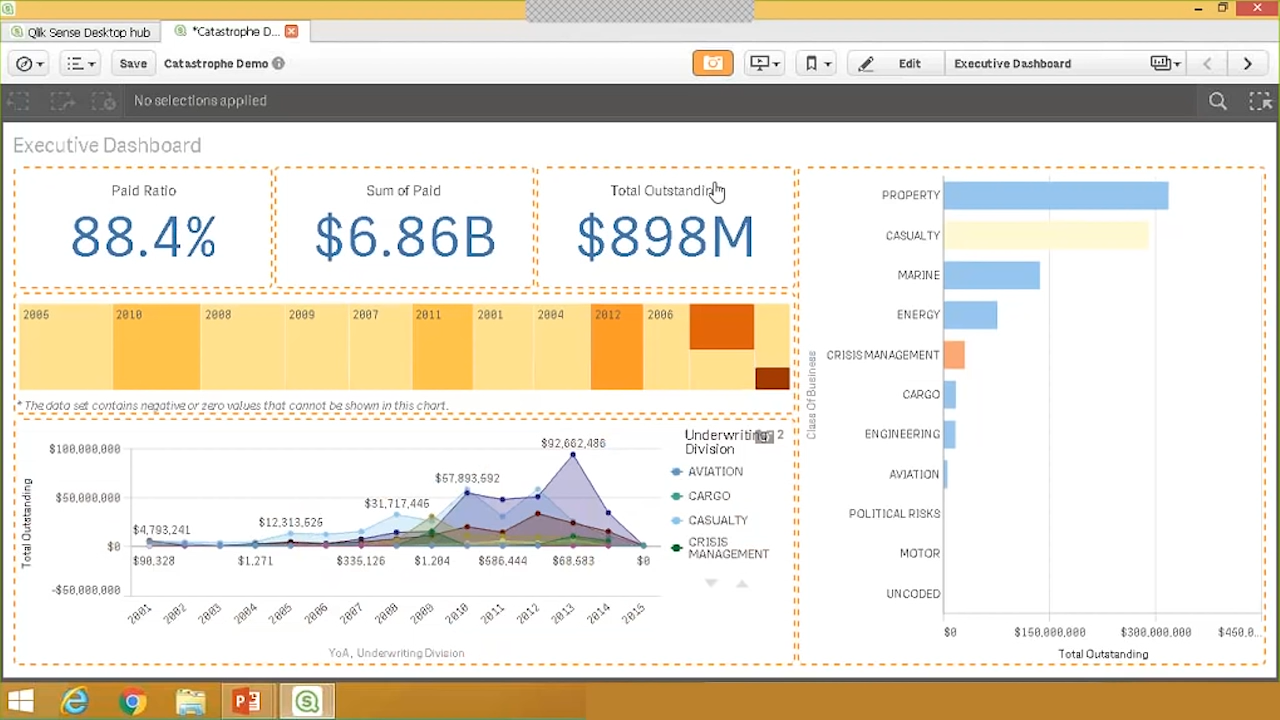 Qlik Sense Desktop hub
*Catastrophe D...
Save
Catastrophe Demo
Edit
Executive Dashboard
No selections applied
Executive Dashboard
Paid Ratio
88.4%
Sum of Paid
$6.86B
Total Outstanding
$898M
2005 2010 2008 2009 2007 2011 2001 2004 2012 2006
* The data set contains negative or zero values that cannot be shown in this chart.
Total Outstanding
$100,000,000
$50,000,000
$0
-$50,000,000
$4,793,241
$12,313,526
$31,717,446
$57,893,592
$92,662,486
$90,328
$1,271
$336,126
$1,204
$586,444
$68,583
$0
2001 2002 2003 2004 2005 2006 2007 2008 2009 2010 2011 2012 2013 2014 2015
YoA, Underwriting Division
Underwriting
Division
2
AVIATION
CARGO
CASUALTY
CRISIS
MANAGEMENT
Class Of Business
PROPERTY
CASUALTY
MARINE
ENERGY
CRISIS MANAGEMENT
CARGO
ENGINEERING
AVIATION
POLITICAL RISKS
MOTOR
UNCODED
$0 $150,000,000 $300,000,000 $450,0...
Total Outstanding